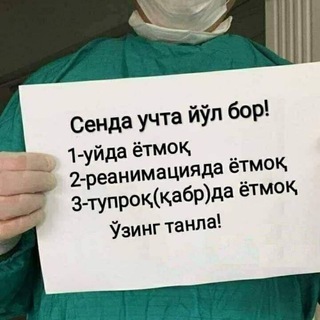 Сенда учта йўл бор!
1-уйда ётмоқ
2-реанимацияда ётмоқ
3-тупроқ(қабр)да ётмоқ
Ўзинг танла!